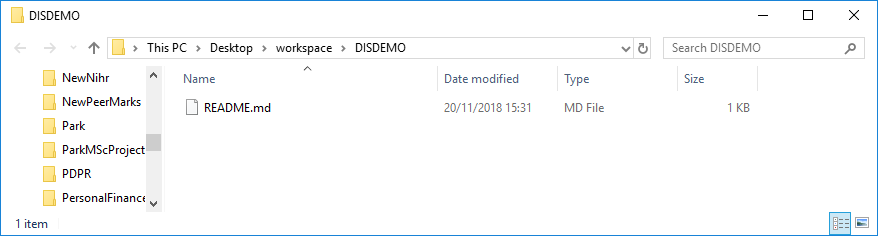 DISDEMO
This PC > Desktop > workspace > DISDEMO
Search DISDEMO
Name Date modified Type Size
README.md 20/11/2018 15:31 MD File 1 KB
NewNihr
NewPeerMarks
Park
ParkMScProject
PDPR
PersonalFinance
1 item